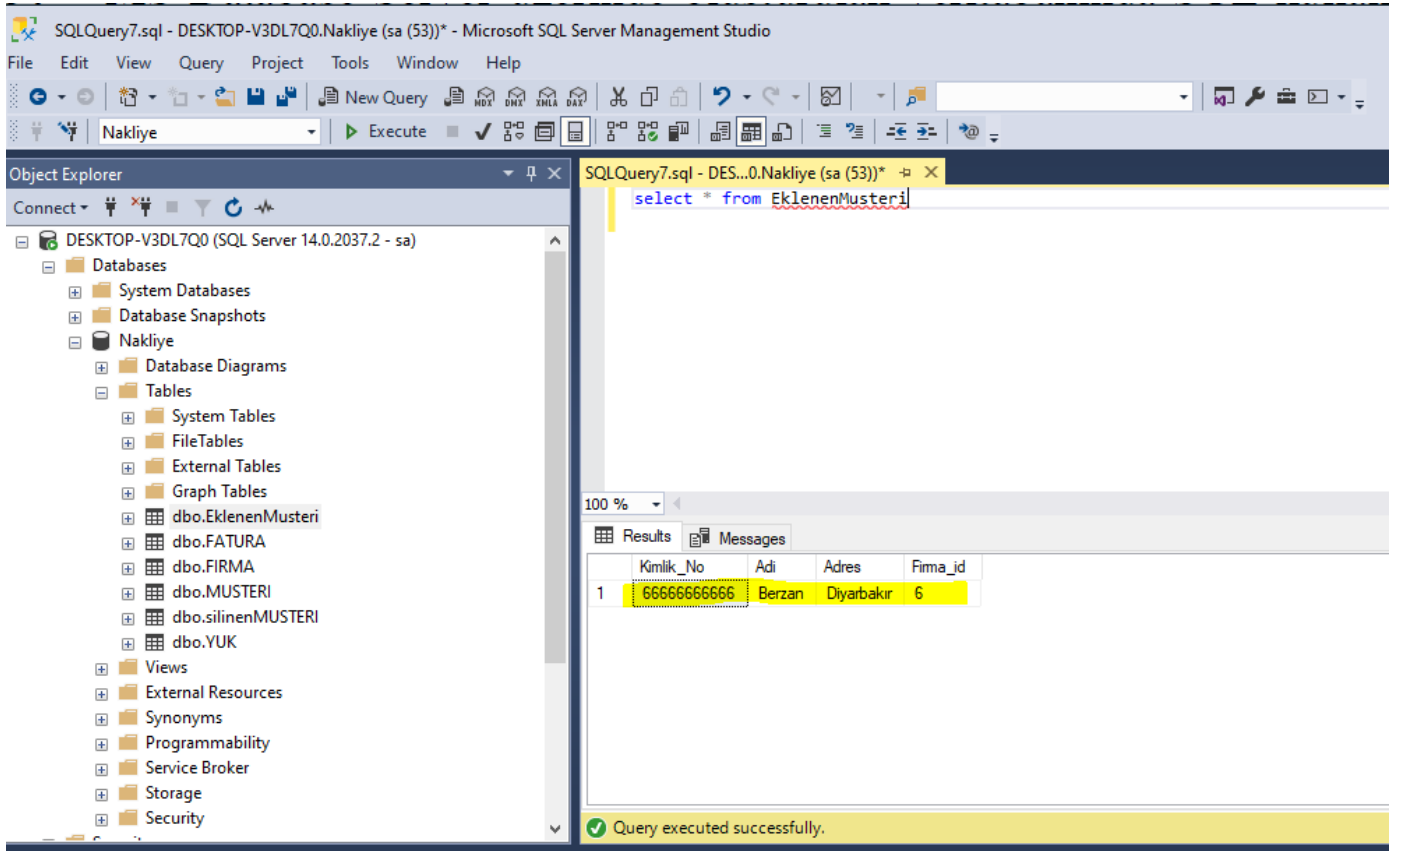 SQLQuery7.sql - DESKTOP-V3DL7Q0.Nakliye (sa (53))* - Microsoft SQL Server Management Studio
File Edit View Query Project Tools Window Help
New Query MDX DMX XMLA DAX
Nakliye Execute
Object Explorer
Connect
DESKTOP-V3DL7Q0 (SQL Server 14.0.2037.2 - sa)
Databases
System Databases
Database Snapshots
Nakliye
Database Diagrams
Tables
System Tables
FileTables
External Tables
Graph Tables
dbo.EklenenMusteri
dbo.FATURA
dbo.FIRMA
dbo.MUSTERI
dbo.silinenMUSTERI
dbo.YUK
Views
External Resources
Synonyms
Programmability
Service Broker
Storage
Security
SQLQuery7.sql - DES...0.Nakliye (sa (53))*
select * from EklenenMusteri
100 %
Results Messages
Kimlik_No Adi Adres Firma_id
1 66666666666 Berzan Diyarbakır 6
Query executed successfully.